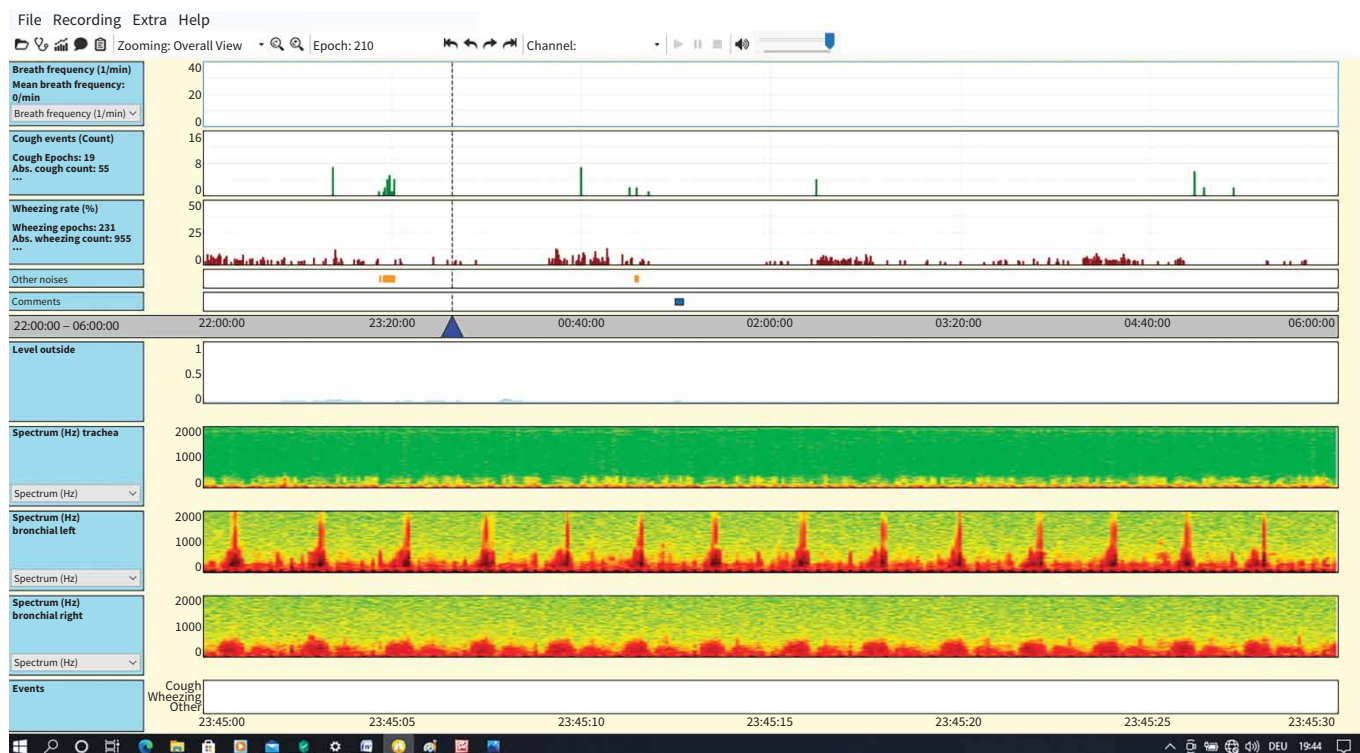 File Recording Extra Help
Zooming: Overall View Epoch: 210 Channel:
Breath frequency (1/min)
Mean breath frequency:
0/min
Breath frequency (1/min)
40
20
0
Cough events (Count)
Cough Epochs: 19
Abs. cough count: 55
...
16
8
0
Wheezing rate (%)
Wheezing epochs: 231
Abs. wheezing count: 955
...
50
25
0
Other noises
Comments
22:00:00 – 06:00:00 22:00:00 23:20:00 00:40:00 02:00:00 03:20:00 04:40:00 06:00:00
Level outside
1
0.5
0
Spectrum (Hz) trachea
Spectrum (Hz)
2000
1000
0
Spectrum (Hz)
bronchial left
Spectrum (Hz)
2000
1000
0
Spectrum (Hz)
bronchial right
Spectrum (Hz)
2000
1000
0
Events
Cough
Wheezing
Other
23:45:00 23:45:05 23:45:10 23:45:15 23:45:20 23:45:25 23:45:30
DEU 19:44